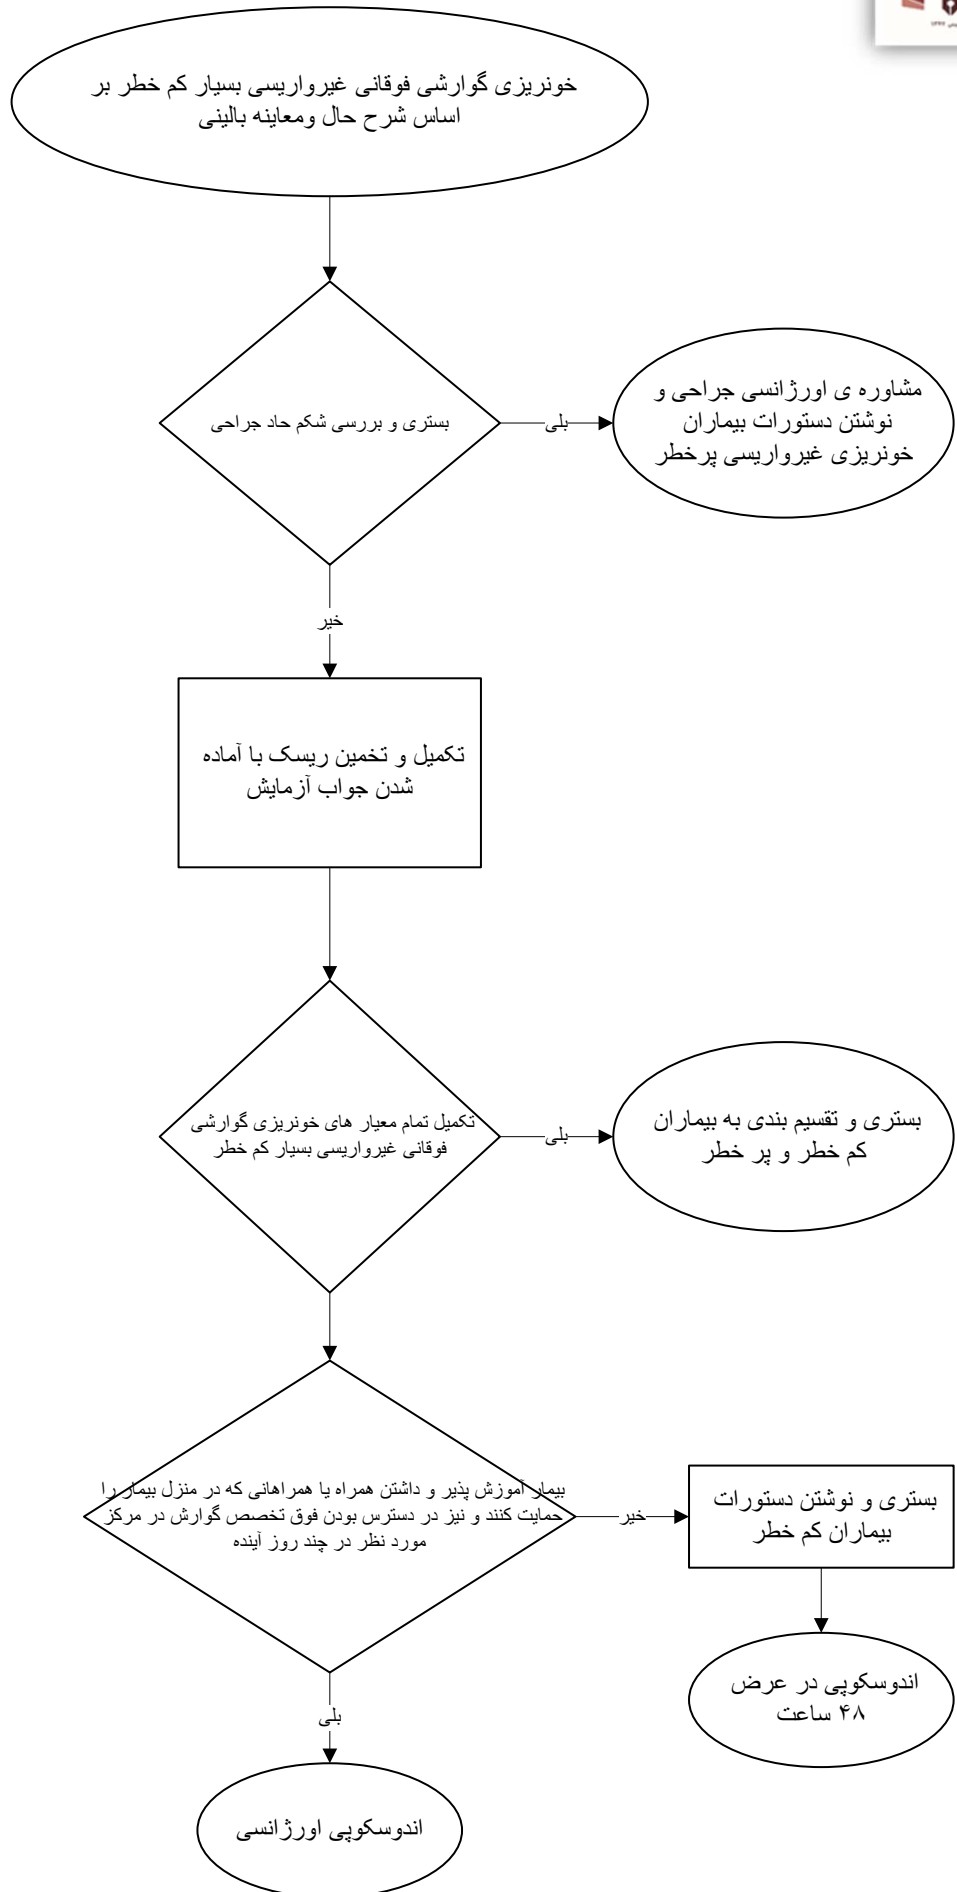 خونریزی گوارشی فوقانی غیرواریسی بسیار کم خطر بر
اساس شرح حال ومعاینه بالینی
بستری و بررسی شکم حاد جراحی
بلی
مشاوره ی اورژانسی جراحی و
نوشتن دستورات بیماران
خونریزی غیرواریسی پرخطر
خیر
تکمیل و تخمین ریسک با آماده
شدن جواب آزمایش
تکمیل تمام معیار های خونریزی گوارشی
فوقانی غیرواریسی بسیار کم خطر
بلی
بستری و تقسیم بندی به بیماران
کم خطر و پر خطر
بیمار آموزش پذیر و داشتن همراه یا همراهانی که در منزل بیمار را
حمایت کنند و نیز در دسترس بودن فوق تخصص گوارش در مرکز
مورد نظر در چند روز آینده
خیر
بستری و نوشتن دستورات
بیماران کم خطر
اندوسکوپی در عرض
۴۸ ساعت
بلی
اندوسکوپی اورژانسی